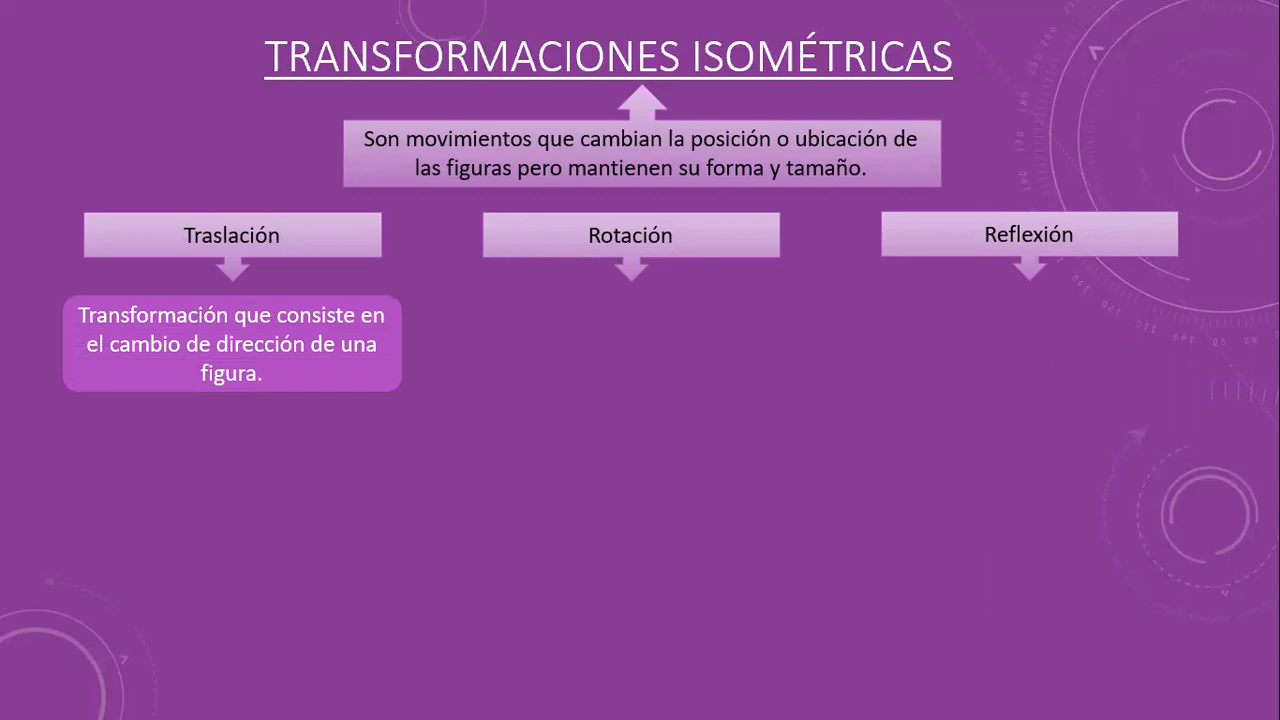 TRANSFORMACIONES ISOMÉTRICAS
Son movimientos que cambian la posición o ubicación de
las figuras pero mantienen su forma y tamaño.
Traslación
Rotación
Reflexión
Transformación que consiste en
el cambio de dirección de una
figura.